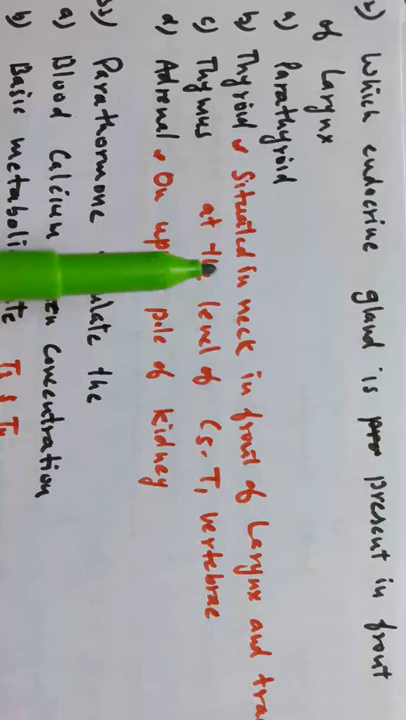 2) Which endocrine gland is present in front
of Larynx
a) Parathyroid
b) Thyroid Situated in neck in front of Larynx and
c) Thymus at the level of C5-T1 vertebrae
d) Adrenal On pole of kidney
Parathormone the
a) Blood Calcium Concentration
b) Basic T3 &